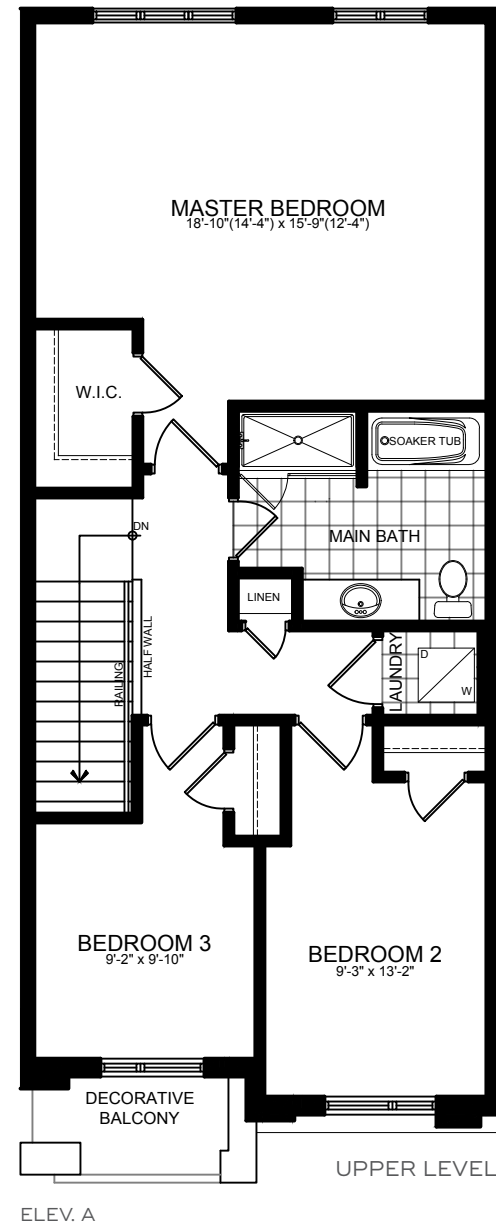 MASTER BEDROOM
18'-10"(14'-4") x 15'-9"(12'-4")
W.I.C.
SOAKER TUB
DN
MAIN BATH
LINEN
HALF WALL
RAILING
LAUNDRY
D
W
BEDROOM 3
9'-2" x 9'-10"
BEDROOM 2
9'-3" x 13'-2"
DECORATIVE
BALCONY
UPPER LEVEL
ELEV. A